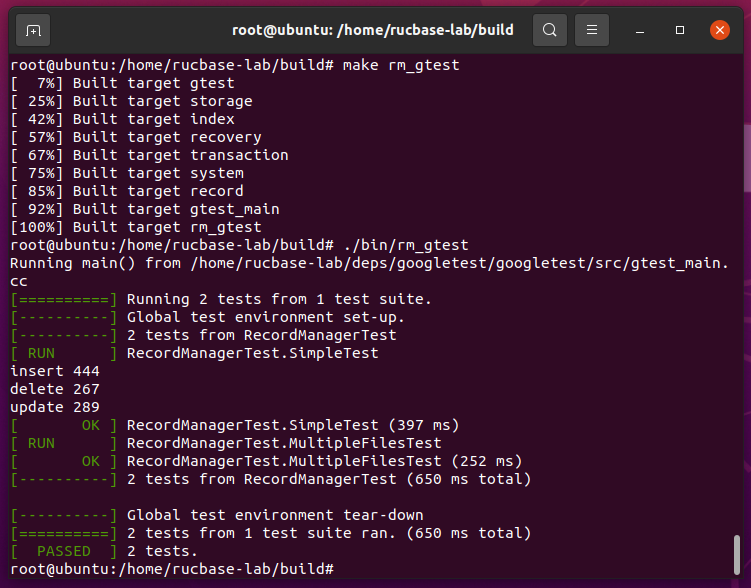 root@ubuntu: /home/rucbase-lab/build
root@ubuntu:/home/rucbase-lab/build# make rm_gtest
[  7%] Built target gtest
[ 25%] Built target storage
[ 42%] Built target index
[ 57%] Built target recovery
[ 67%] Built target transaction
[ 75%] Built target system
[ 85%] Built target record
[ 92%] Built target gtest_main
[100%] Built target rm_gtest
root@ubuntu:/home/rucbase-lab/build# ./bin/rm_gtest
Running main() from /home/rucbase-lab/deps/googletest/googletest/src/gtest_main.
cc
[==========] Running 2 tests from 1 test suite.
[----------] Global test environment set-up.
[----------] 2 tests from RecordManagerTest
[ RUN      ] RecordManagerTest.SimpleTest
insert 444
delete 267
update 289
[       OK ] RecordManagerTest.SimpleTest (397 ms)
[ RUN      ] RecordManagerTest.MultipleFilesTest
[       OK ] RecordManagerTest.MultipleFilesTest (252 ms)
[----------] 2 tests from RecordManagerTest (650 ms total)

[----------] Global test environment tear-down
[==========] 2 tests from 1 test suite ran. (650 ms total)
[  PASSED  ] 2 tests.
root@ubuntu:/home/rucbase-lab/build#